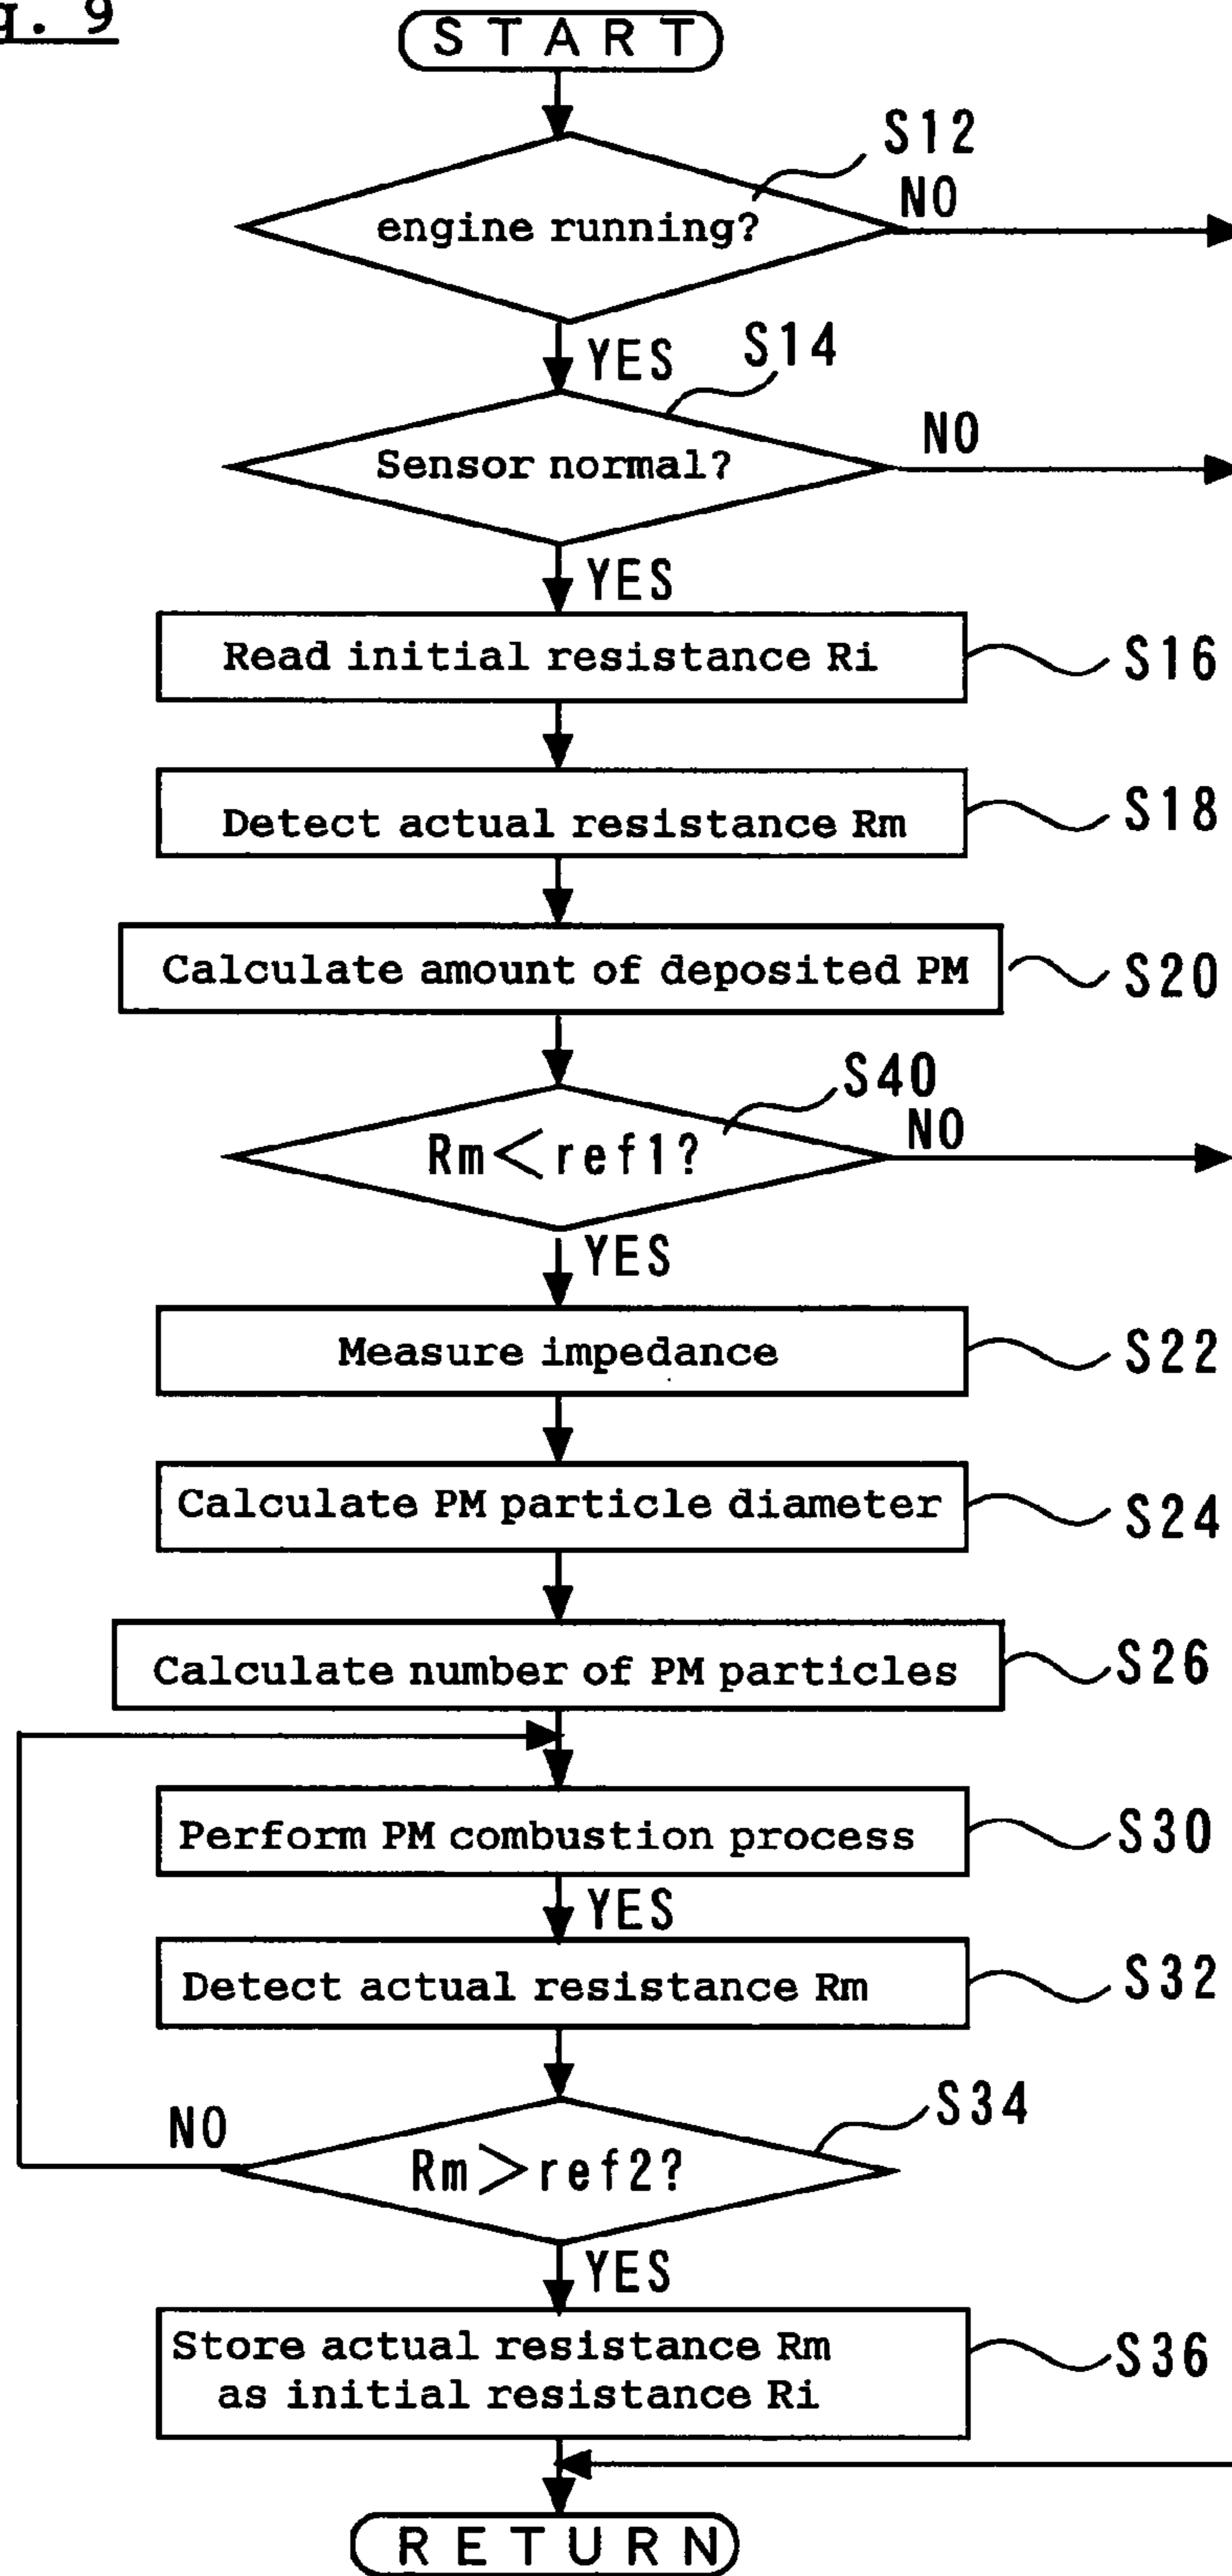 g. 9
START
S12
NO
engine running?
YES
S14
NO
Sensor normal?
YES
Read initial resistance Ri
S16
Detect actual resistance Rm
S18
Calculate amount of deposited PM
S20
S40
NO
Rm<ref1?
YES
Measure impedance
S22
Calculate PM particle diameter
S24
Calculate number of PM particles
S26
Perform PM combustion process
S30
YES
Detect actual resistance Rm
S32
S34
NO
Rm>ref2?
YES
Store actual resistance Rm
as initial resistance Ri
S36
RETURN